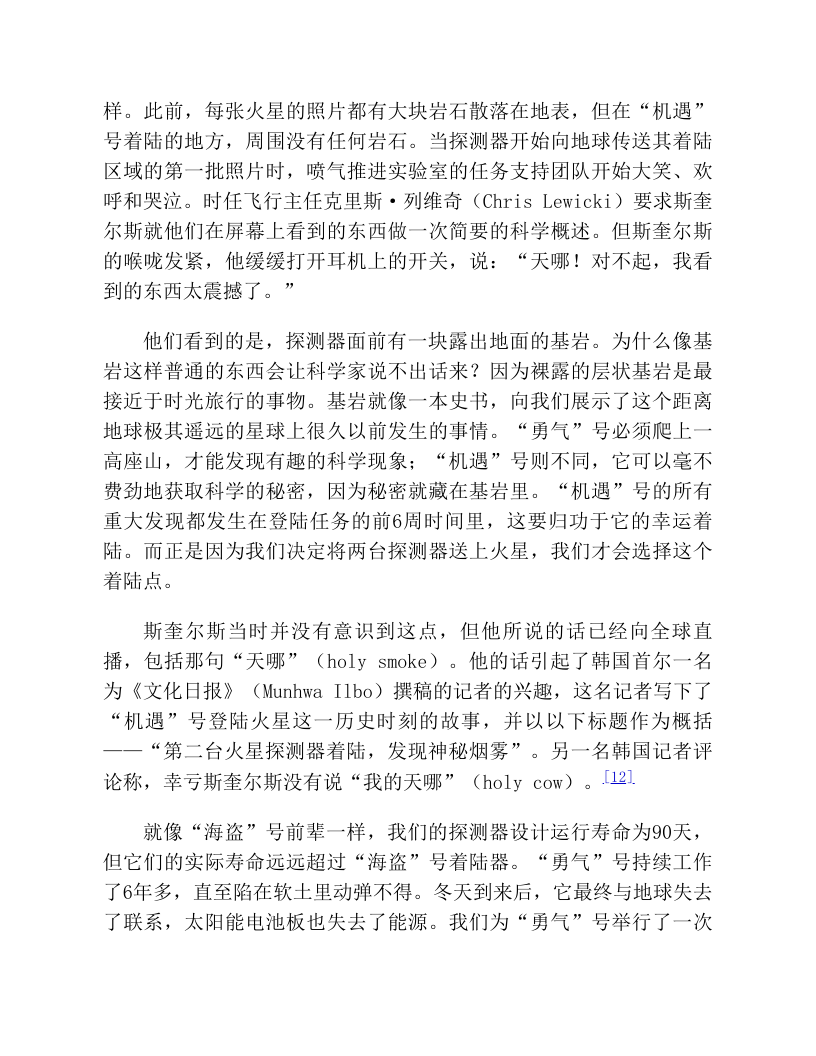 样。此前，每张火星的照片都有大块岩石散落在地表，但在“机遇”
号着陆的地方，周围没有任何岩石。当探测器开始向地球传送其着陆
区域的第一批照片时，喷气推进实验室的任务支持团队开始大笑、欢
呼和哭泣。时任飞行主任克里斯·列维奇（Chris Lewicki）要求斯奎
尔斯就他们在屏幕上看到的东西做一次简要的科学概述。但斯奎尔斯
的喉咙发紧，他缓缓打开耳机上的开关，说：“天哪！对不起，我看
到的东西太震撼了。”
他们看到的是，探测器面前有一块露出地面的基岩。为什么像基
岩这样普通的东西会让科学家说不出话来？因为裸露的层状基岩是最
接近于时光旅行的事物。基岩就像一本史书，向我们展示了这个距离
地球极其遥远的星球上很久以前发生的事情。“勇气”号必须爬上一
高座山，才能发现有趣的科学现象；“机遇”号则不同，它可以毫不
费劲地获取科学的秘密，因为秘密就藏在基岩里。“机遇”号的所有
重大发现都发生在登陆任务的前6周时间里，这要归功于它的幸运着
陆。而正是因为我们决定将两台探测器送上火星，我们才会选择这个
着陆点。
斯奎尔斯当时并没有意识到这点，但他所说的话已经向全球直
播，包括那句“天哪”（holy smoke）。他的话引起了韩国首尔一名
为《文化日报》（Munhwa Ilbo）撰稿的记者的兴趣，这名记者写下了
“机遇”号登陆火星这一历史时刻的故事，并以以下标题作为概括
——“第二台火星探测器着陆，发现神秘烟雾”。另一名韩国记者评
论称，幸亏斯奎尔斯没有说“我的天哪”（holy cow）。[12]
就像“海盗”号前辈一样，我们的探测器设计运行寿命为90天，
但它们的实际寿命远远超过“海盗”号着陆器。“勇气”号持续工作
了6年多，直至陷在软土里动弹不得。冬天到来后，它最终与地球失去
了联系，太阳能电池板也失去了能源。我们为“勇气”号举行了一次